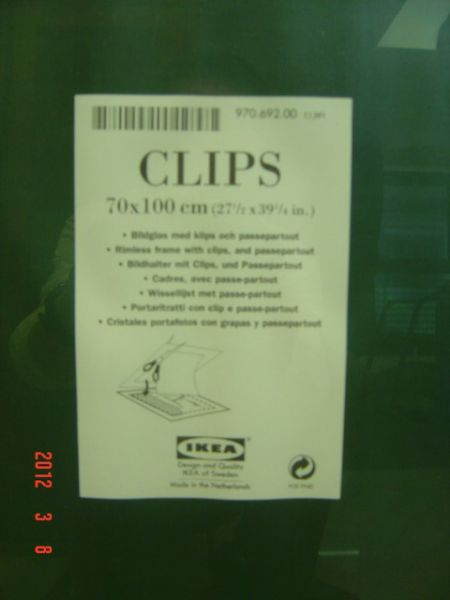 970.692.00
CLIPS
70x100 cm (27½ x 39¼ in.)
• Bildglas med klips och passepartout
• Rimless frame with clips, and passepartout
• Bildhalter mit Clips, und Passepartout
• Cadres, avec passe-partout
• Wissellijst met passe-partout
• Portaritratti con clip e passe-partout
• Cristales portafotos con grapas y passepartout
IKEA
Design and Quality
IKEA of Sweden
Made in the Netherlands
2012 3 8